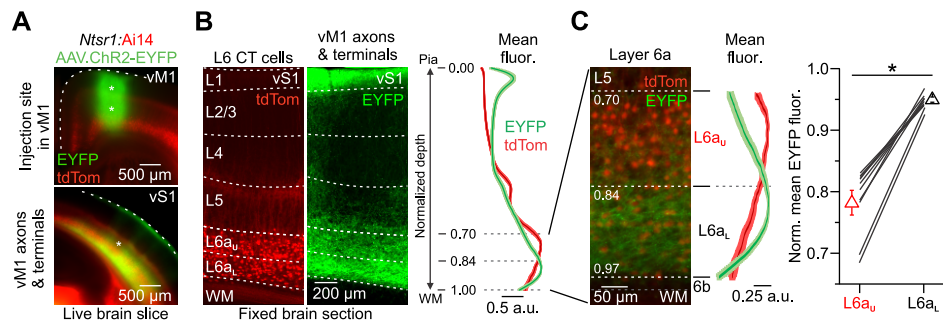 A
Ntsr1:Ai14
AAV.ChR2-EYFP
Injection site
in vM1
vM1
*
*
EYFP
tdTom
500 µm
vM1 axons
& terminals
vS1
*
500 µm
Live brain slice
B
L6 CT cells
vM1 axons
& terminals
Mean
fluor.
L1
vS1
tdTom
vS1
EYFP
L2/3
L4
L5
L6aU
L6aL
WM
200 µm
Fixed brain section
Pia
0.00
Normalized depth
EYFP
tdTom
0.70
0.84
WM
1.00
0.5 a.u.
C
Layer 6a
Mean
fluor.
L5
0.70
tdTom
EYFP
0.84
0.97
50 µm
WM
L6aU
L6aL
6b
0.25 a.u.
Norm. mean EYFP fluor.
*
1.0
0.9
0.8
0.7
L6aU
L6aL